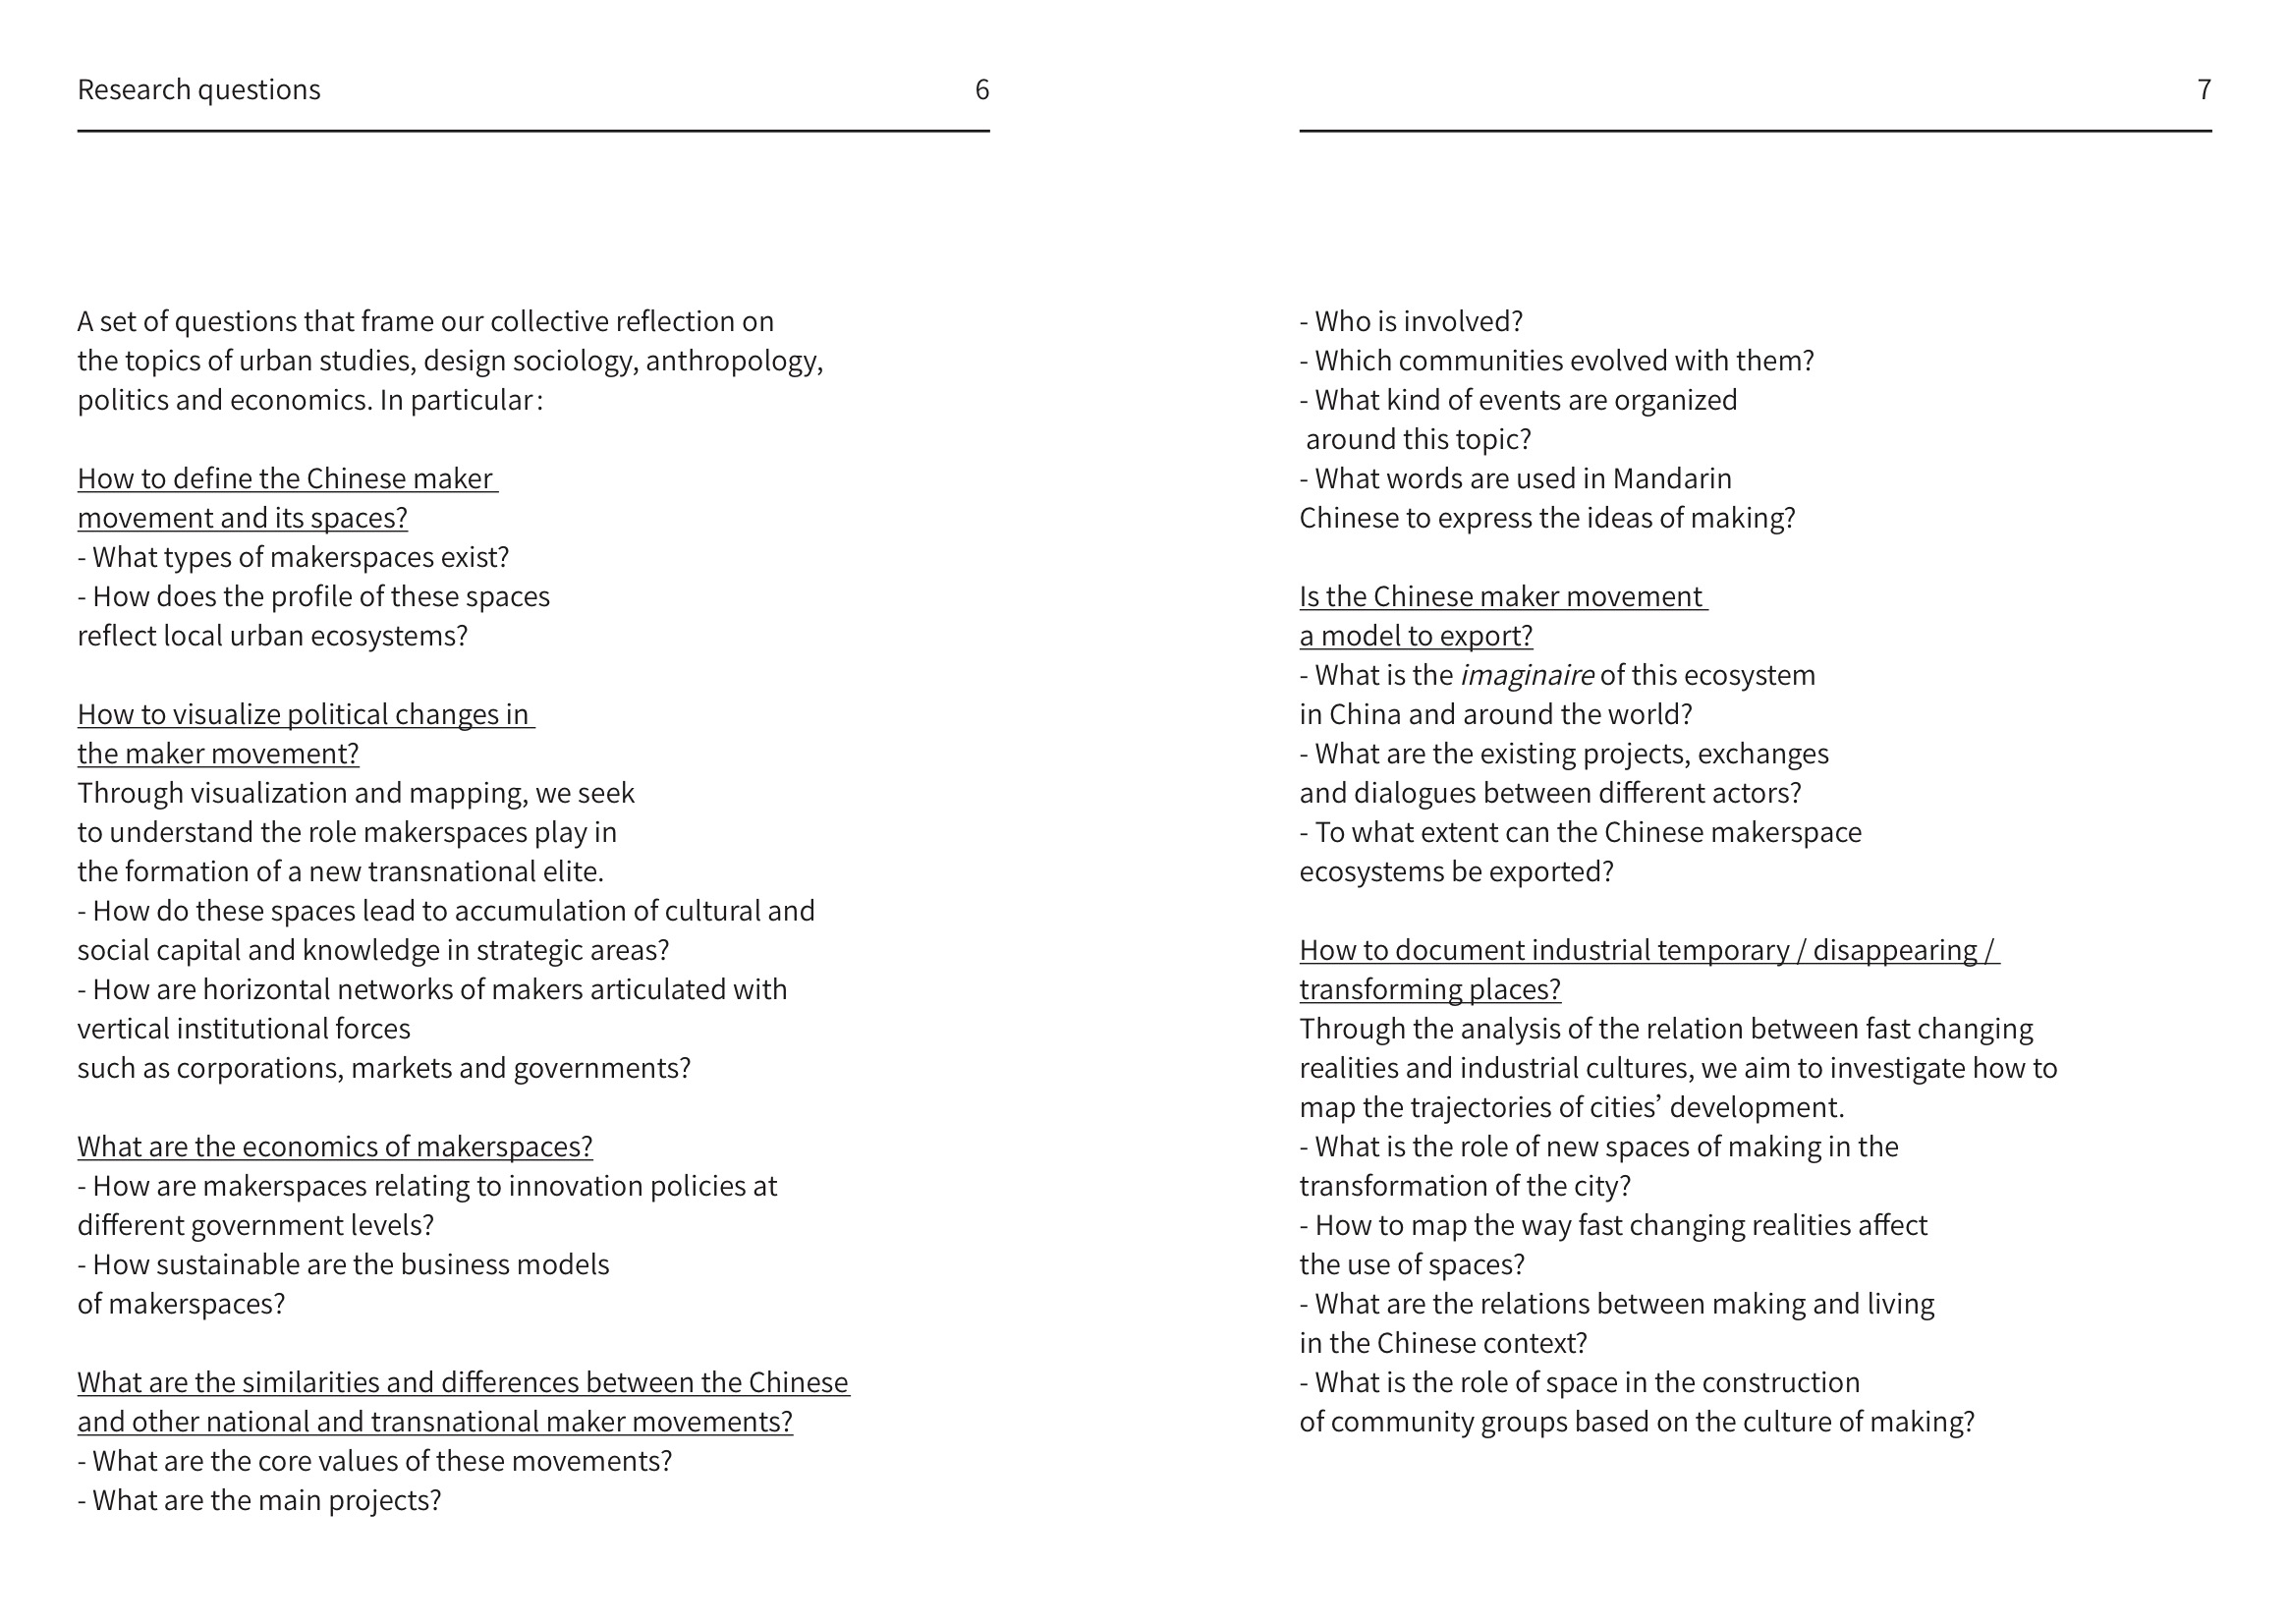 Research questions
6
A set of questions that frame our collective reflection on
the topics of urban studies, design sociology, anthropology,
politics and economics. In particular :
How to define the Chinese maker
movement and its spaces?
- What types of makerspaces exist?
- How does the profile of these spaces
reflect local urban ecosystems?
How to visualize political changes in
the maker movement?
Through visualization and mapping, we seek
to understand the role makerspaces play in
the formation of a new transnational elite.
- How do these spaces lead to accumulation of cultural and
social capital and knowledge in strategic areas?
- How are horizontal networks of makers articulated with
vertical institutional forces
such as corporations, markets and governments?
What are the economics of makerspaces?
- How are makerspaces relating to innovation policies at
different government levels?
- How sustainable are the business models
of makerspaces?
What are the similarities and differences between the Chinese
and other national and transnational maker movements?
- What are the core values of these movements?
- What are the main projects?
7
- Who is involved?
- Which communities evolved with them?
- What kind of events are organized
around this topic?
- What words are used in Mandarin
Chinese to express the ideas of making?
Is the Chinese maker movement
a model to export?
- What is the imaginaire of this ecosystem
in China and around the world?
- What are the existing projects, exchanges
and dialogues between different actors?
- To what extent can the Chinese makerspace
ecosystems be exported?
How to document industrial temporary / disappearing /
transforming places?
Through the analysis of the relation between fast changing
realities and industrial cultures, we aim to investigate how to
map the trajectories of cities’ development.
- What is the role of new spaces of making in the
transformation of the city?
- How to map the way fast changing realities affect
the use of spaces?
- What are the relations between making and living
in the Chinese context?
- What is the role of space in the construction
of community groups based on the culture of making?